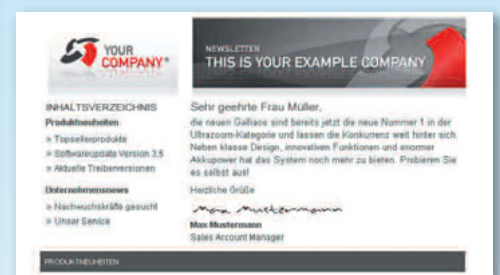 YOUR
COMPANY®
NEWSLETTER
THIS IS YOUR EXAMPLE COMPANY
INHALTSVERZEICHNIS
Produktneuheiten
» Topsellerprodukte
» Softwareupdate Version 3.5
» Aktuelle Treiberversionen
Unternehmensnews
» Nachwuchskräfte gesucht
» Unser Service
Sehr geehrte Frau Müller,
die neuen Galliaos sind bereits jetzt die neue Nummer 1 in der
Ultrazoom-Kategorie und lassen die Konkurrenz weit hinter sich.
Neben klasse Design, innovativen Funktionen und enormer
Akkupower hat das System noch mehr zu bieten. Probieren Sie
es selbst aus!
Herzliche Grüße
Max Mustermann
Max Mustermann
Sales Account Manager
PRODUKTNEUHEITEN